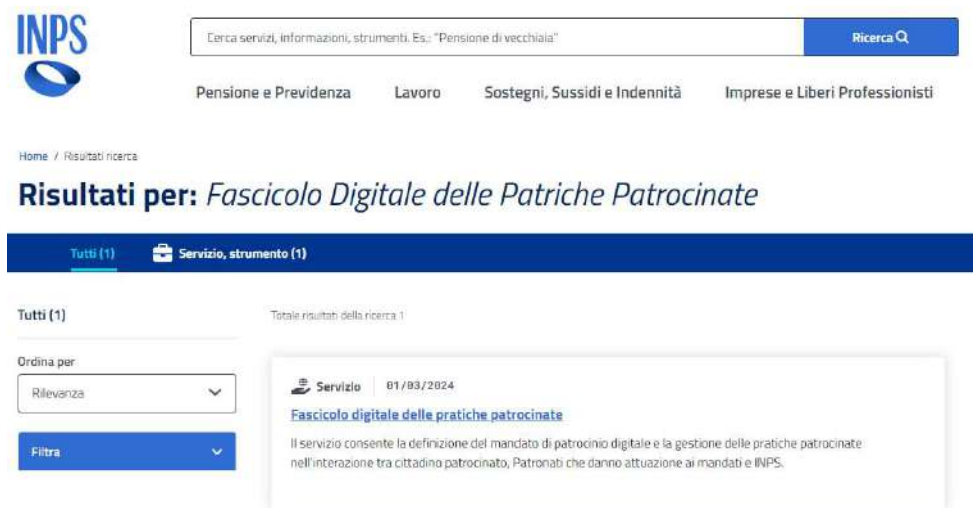 INPS
Cerca servizi, informazioni, strumenti. Es.: "Pensione di vecchiaia"
Ricerca
Pensione e Previdenza Lavoro Sostegni, Sussidi e Indennità Imprese e Liberi Professionisti
Home / Risultati ricerca
Risultati per: Fascicolo Digitale delle Patriche Patrocinate
Tutti (1) Servizio, strumento (1)
Tutti (1)
Totale risultati della ricerca 1
Ordina per
Rilevanza
Filtra
Servizio 01/03/2024
Fascicolo digitale delle pratiche patrocinate
Il servizio consente la definizione del mandato di patrocinio digitale e la gestione delle pratiche patrocinate
nell'interazione tra cittadino patrocinato, Patronati che danno attuazione ai mandati e INPS.